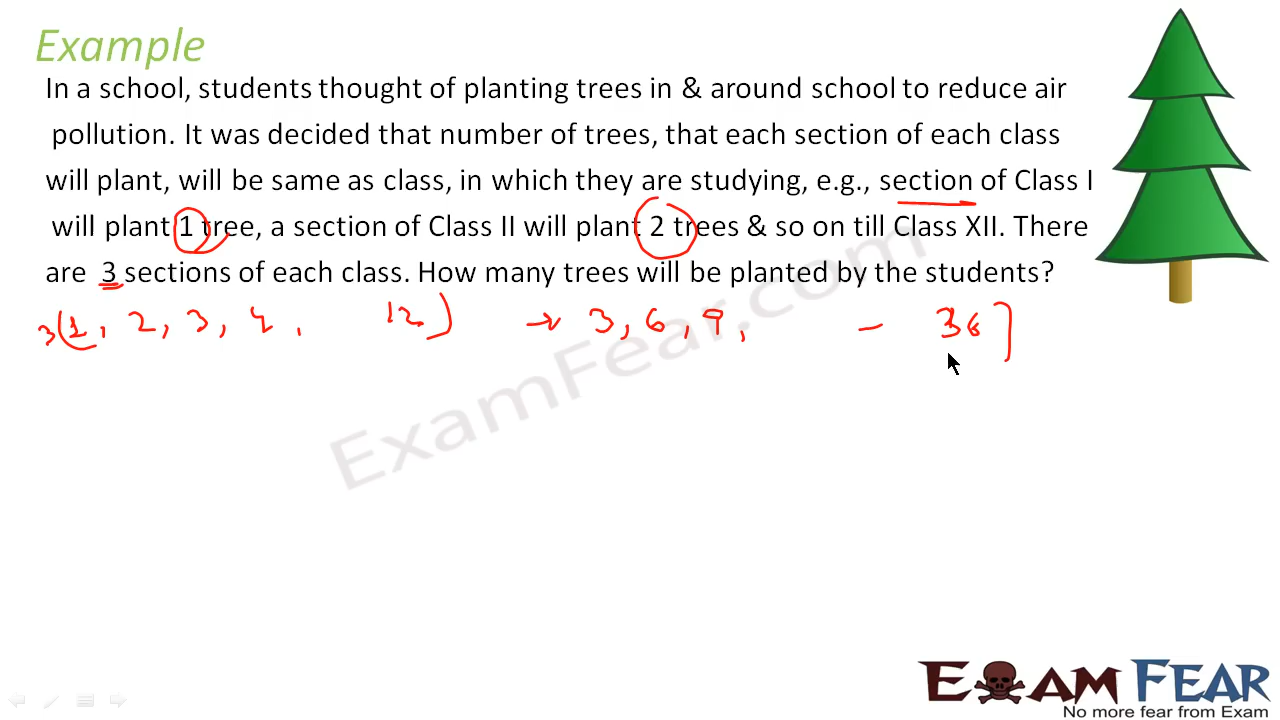 Example
In a school, students thought of planting trees in & around school to reduce air
pollution. It was decided that number of trees, that each section of each class
will plant, will be same as class, in which they are studying, e.g., section of Class I
will plant 1 tree, a section of Class II will plant 2 trees & so on till Class XII. There
are 3 sections of each class. How many trees will be planted by the students?
3(1, 2, 3, 4, 12) → 3, 6, 9, - 36]
ExamFear.com
EXAM FEAR
No more fear from Exam